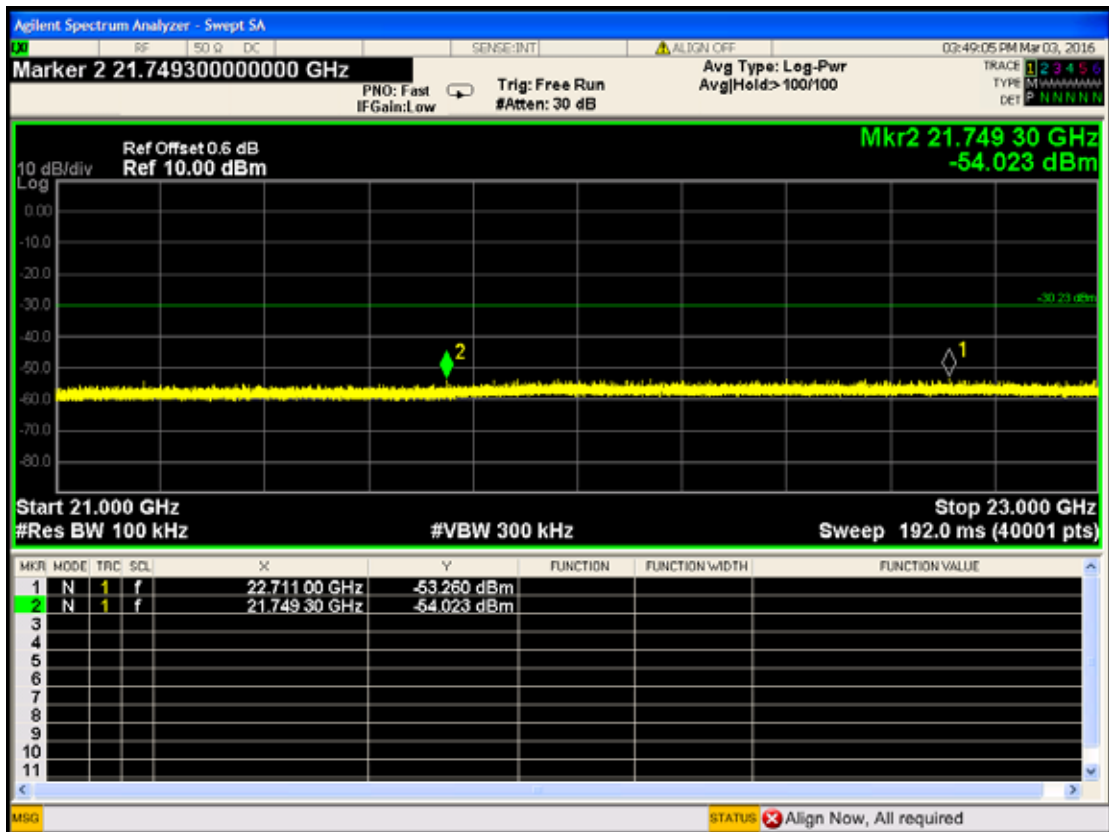 Agilent Spectrum Analyzer - Swept SA
RF 50 Ω DC SENSE:INT ALIGN OFF 03:49:05 PM Mar 03, 2016
Marker 2 21.749300000000 GHz
PNO: Fast
IFGain:Low
Trig: Free Run
#Atten: 30 dB
Avg Type: Log-Pwr
Avg|Hold:> 100/100
TRACE 1 2 3 4 5 6
TYPE M W W W W W
DET P N N N N N
Mkr2 21.749 30 GHz
-54.023 dBm
Ref Offset 0.6 dB
10 dB/div Ref 10.00 dBm
Log
0.00
-10.0
-20.0
-30.0
-30.23 dBm
-40.0
2
1
-50.0
-60.0
-70.0
-80.0
Start 21.000 GHz Stop 23.000 GHz
#Res BW 100 kHz #VBW 300 kHz Sweep 192.0 ms (40001 pts)
MKR MODE TRC SCL X Y FUNCTION FUNCTION WIDTH FUNCTION VALUE
1 N 1 f 22.711 00 GHz -53.260 dBm
2 N 1 f 21.749 30 GHz -54.023 dBm
3
4
5
6
7
8
9
10
11
MSG STATUS Align Now, All required